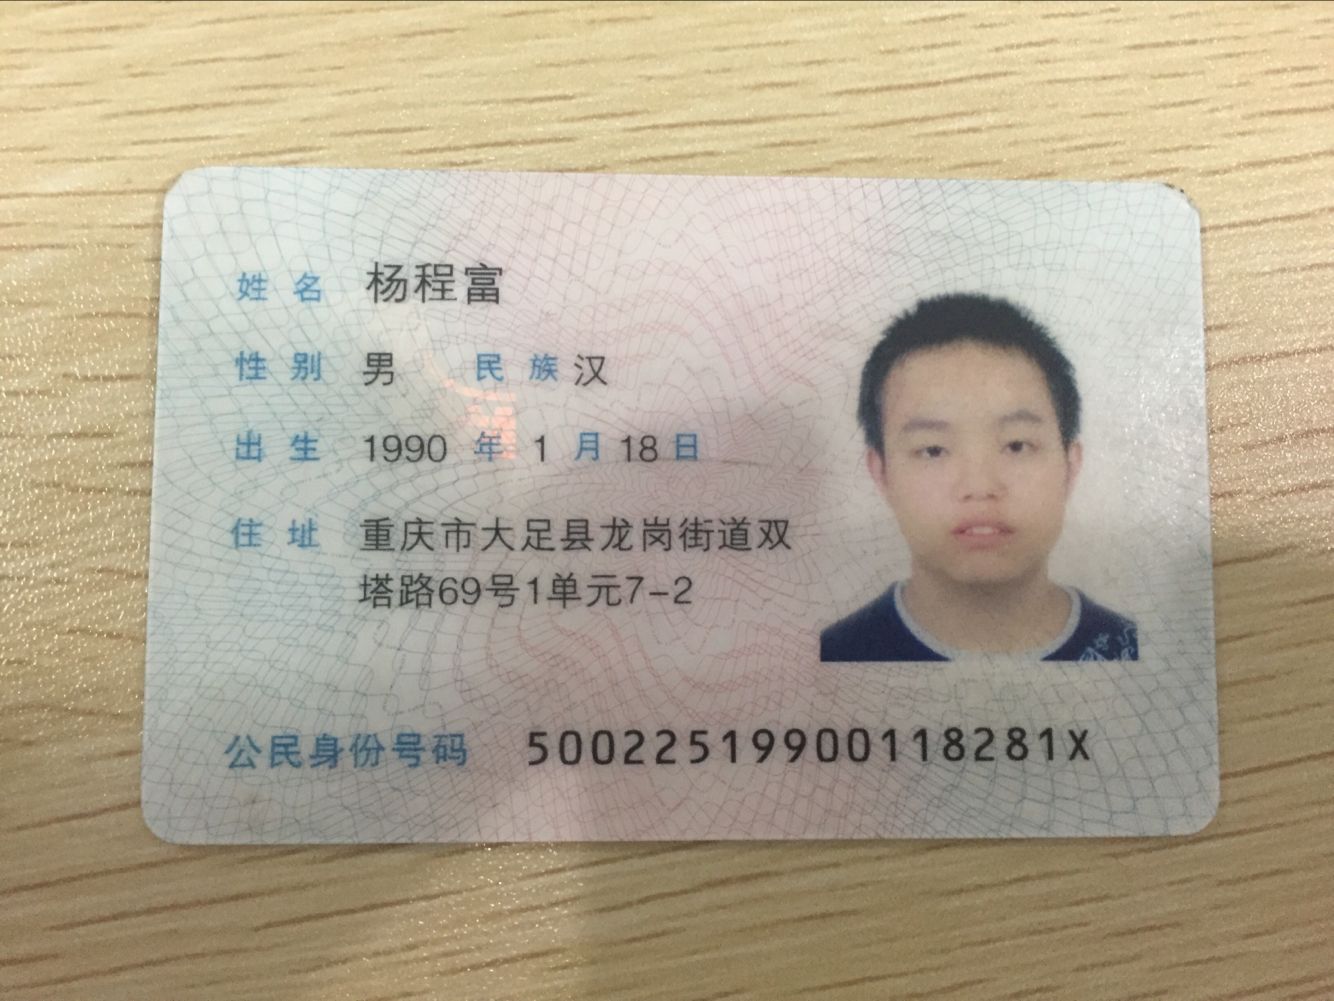 姓名 杨程富
性别 男 民族 汉
出生 1990 年 1 月 18 日
住址 重庆市大足县龙岗街道双
塔路69号1单元7-2
公民身份号码 50022519900118281X